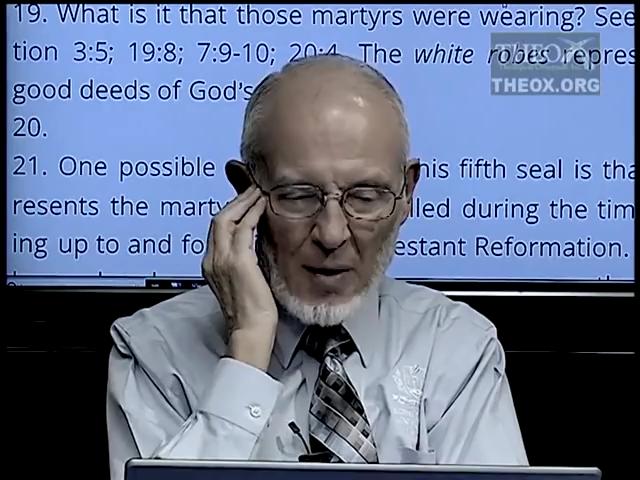 19. What is it that those martyrs were wearing? See
tion 3:5; 19:8; 7:9-10; 20:4. The white robes repres
good deeds of God's
20.
21. One possible his fifth seal is tha
resents the marty lled during the tim
ing up to and fo estant Reformation.
THEOX
THEOX.ORG